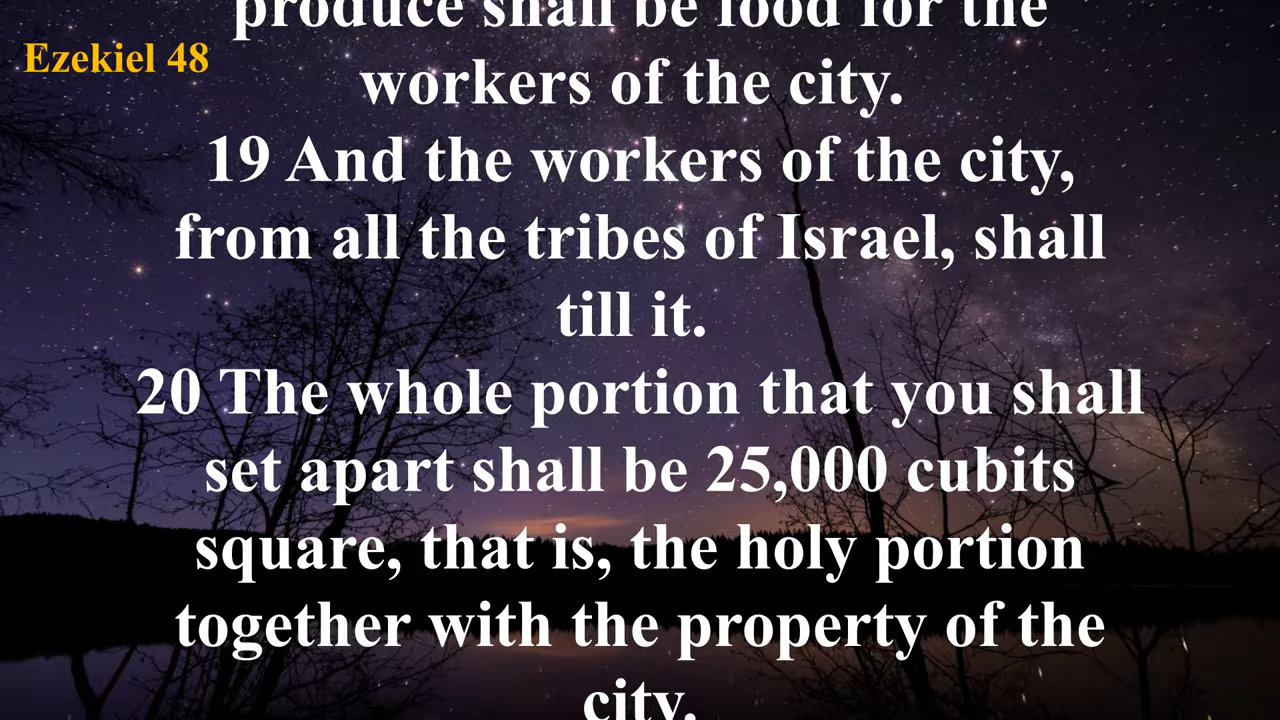 produce shall be food for the
Ezekiel 48
workers of the city.
19 And the workers of the city,
from all the tribes of Israel, shall
till it.
20 The whole portion that you shall
set apart shall be 25,000 cubits
square, that is, the holy portion
together with the property of the
city.